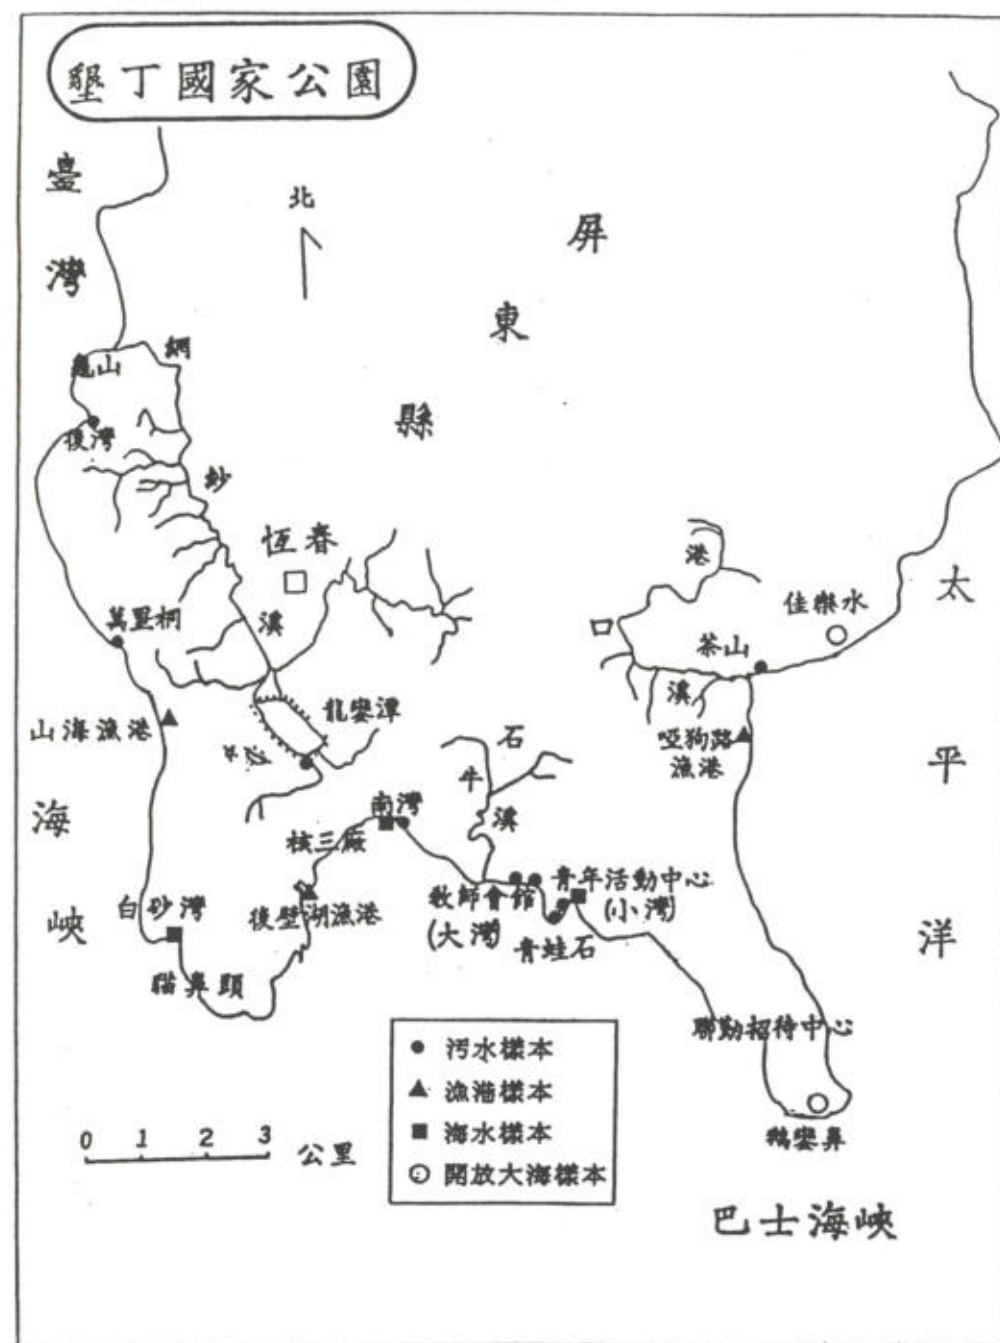 墾丁國家公園
臺灣海峽
北
屏東縣
龜山
網紗溪
後灣
恆春
港口溪
佳樂水
茶山
太平洋
萬里桐
龍鑾潭
山海漁港
啞狗路
漁港
石牛溪
南灣
核三廠
青年活動中心
(小灣)
教師會館
(大灣)
白砂灣
後壁湖漁港
青蛙石
貓鼻頭
聯勤招待中心
● 污水樣本
▲ 漁港樣本
■ 海水樣本
○ 開放大海樣本
0 1 2 3 公里
鵝鑾鼻
巴士海峽